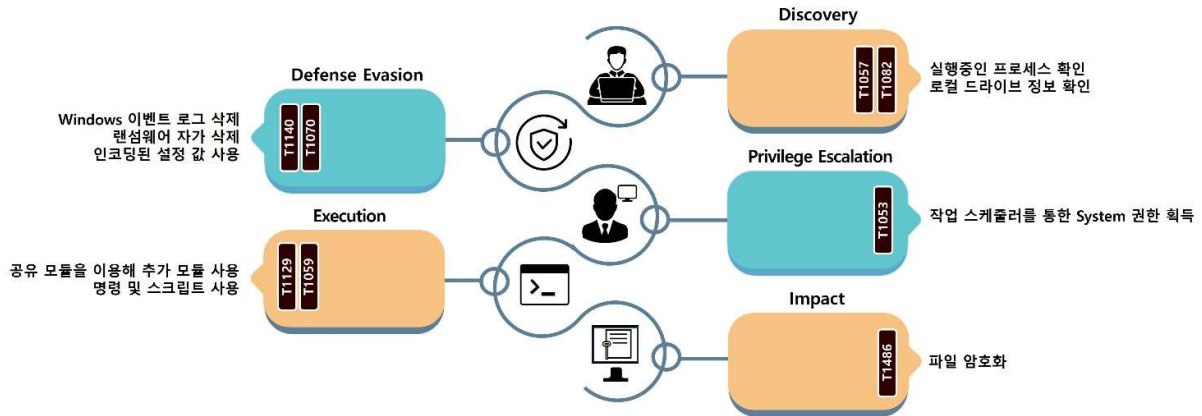 Discovery
T1057
T1082
실행중인 프로세스 확인
로컬 드라이브 정보 확인
Defense Evasion
Windows 이벤트 로그 삭제
랜섬웨어 자가 삭제
인코딩된 설정 값 사용
T1140
T1070
Privilege Escalation
T1053
작업 스케줄러를 통한 System 권한 획득
Execution
공유 모듈을 이용해 추가 모듈 사용
명령 및 스크립트 사용
T1129
T1059
Impact
T1486
파일 암호화